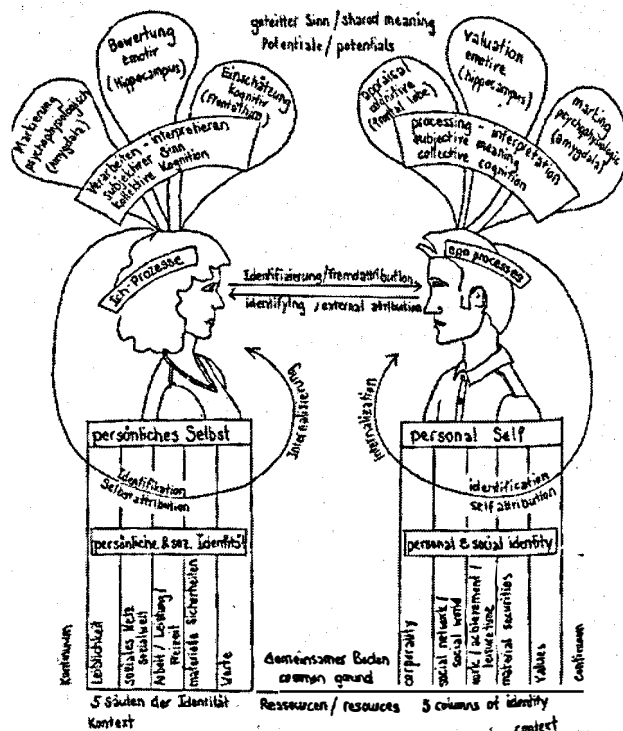 geteilter Sinn / shared meaning
Potentiale / potentials
Markierung
psychophysiologisch
(Amygdala)
Bewertung
emotiv
(Hippocampus)
Einschätzung
kognitiv
(Frontalhirn)
Verarbeiten - interpretieren
subjektiver Sinn
kollektive Kognition
appraisal
cognitive
(frontal lobe)
valuation
emotive
(hippocampus)
marking
psychophysiologic
(amygdala)
processing - interpretation
subjective meaning
collective cognition
Ich-Prozesse
ego processes
Identifizierung/Fremdattribution
identifying / external attribution
Internalisierung
Internalization
persönliches Selbst
Identifikation
Selbstattribution
persönliche & soz. Identität
Kontinuum
Leiblichkeit
soziales Netz
Sozialwelt
Arbeit / Leistung /
Freizeit
materielle Sicherheiten
Werte
5 Säulen der Identität
Kontext
Gemeinsamer Boden
common gound
Ressourcen / resources
personal Self
identification
self attribution
personal & social identity
corporality
social network /
social world
work / achievement /
leisuretime
material securities
values
continuum
5 columns of identity
context